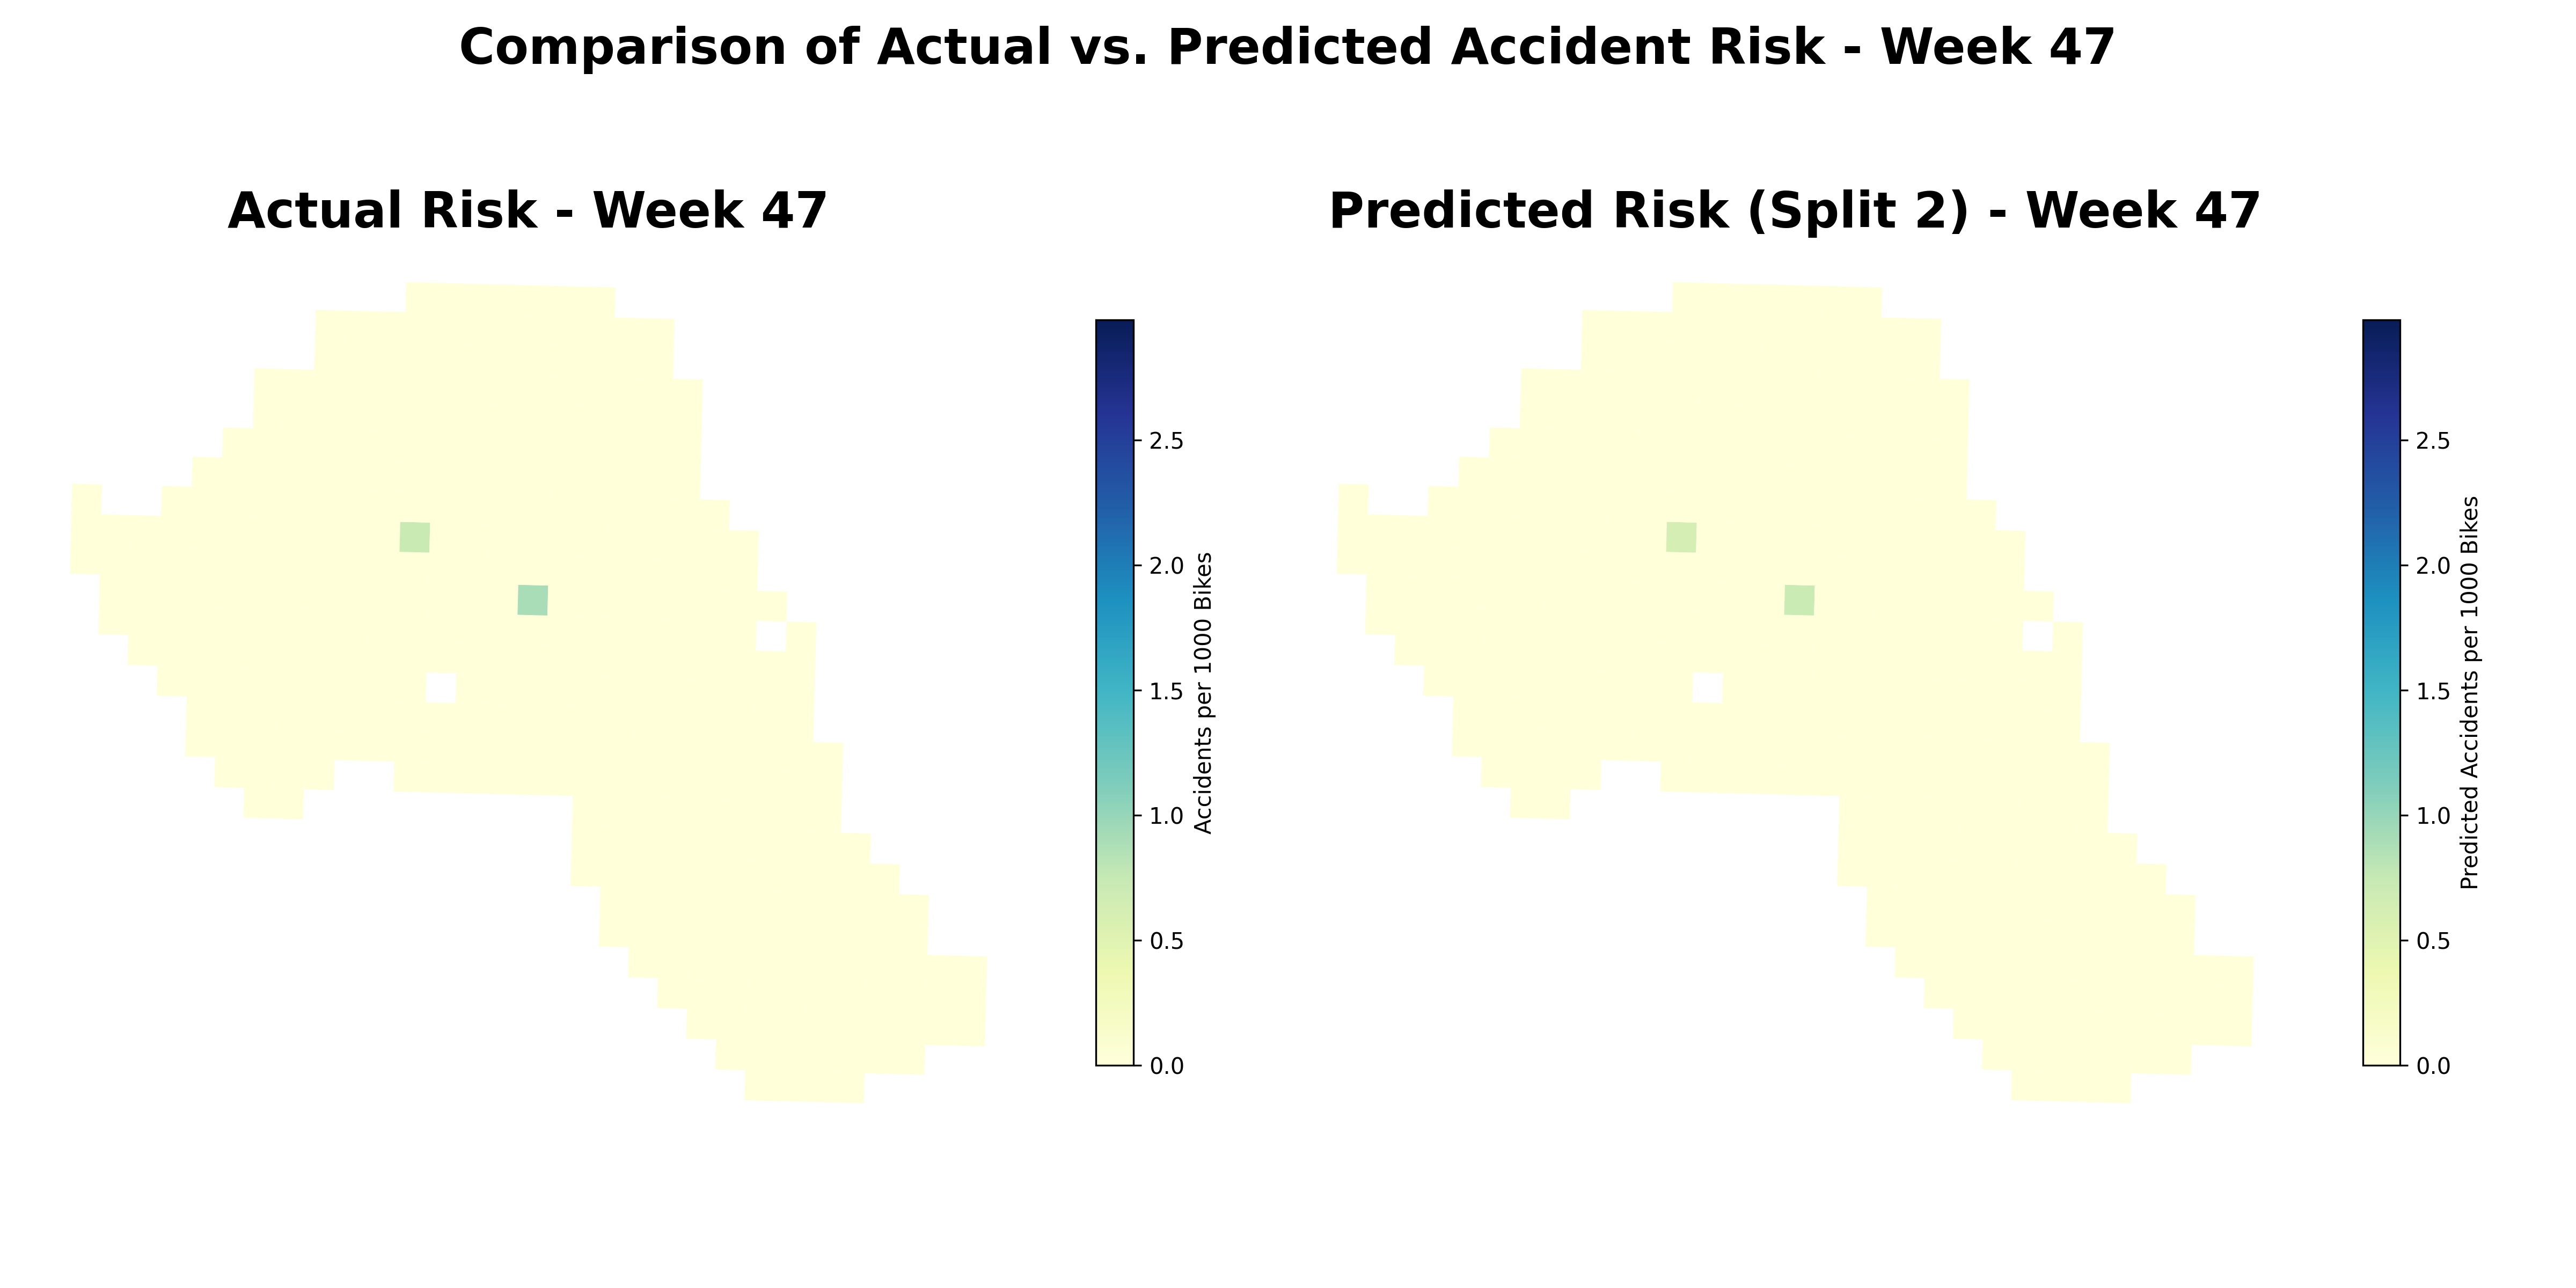 Comparison of Actual vs. Predicted Accident Risk - Week 47
Actual Risk - Week 47
2.5
2.0
1.5
1.0
0.5
0.0
Accidents per 1000 Bikes
Predicted Risk (Split 2) - Week 47
2.5
2.0
1.5
1.0
0.5
0.0
Predicted Accidents per 1000 Bikes